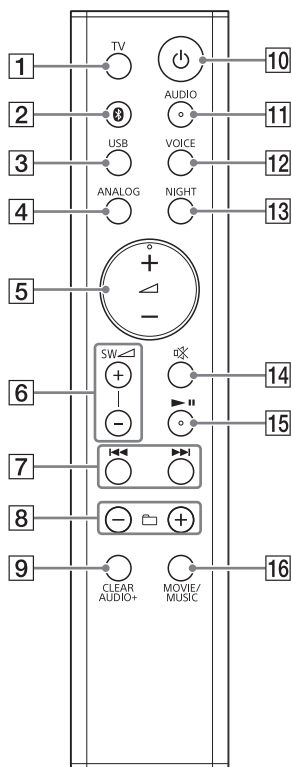 TV
1
10
AUDIO
2
11
USB
VOICE
3
12
ANALOG
NIGHT
4
13
+
5
−
SW
+
6
−
14
15
7
8
− +
9
16
CLEAR
AUDIO+
MOVIE/
MUSIC